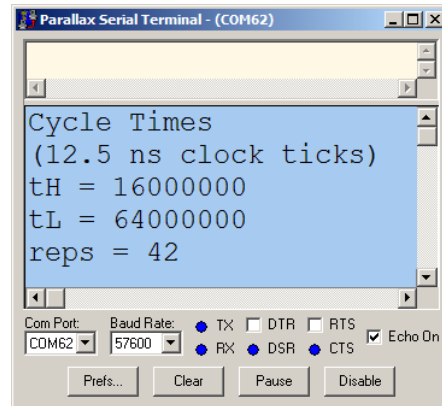 Parallax Serial Terminal - (COM62)
Cycle Times
(12.5 ns clock ticks)
tH = 16000000
tL = 64000000
reps = 42
Com Port: Baud Rate: TX DTR RTS
COM62 57600 RX DSR CTS Echo On
Prefs... Clear Pause Disable